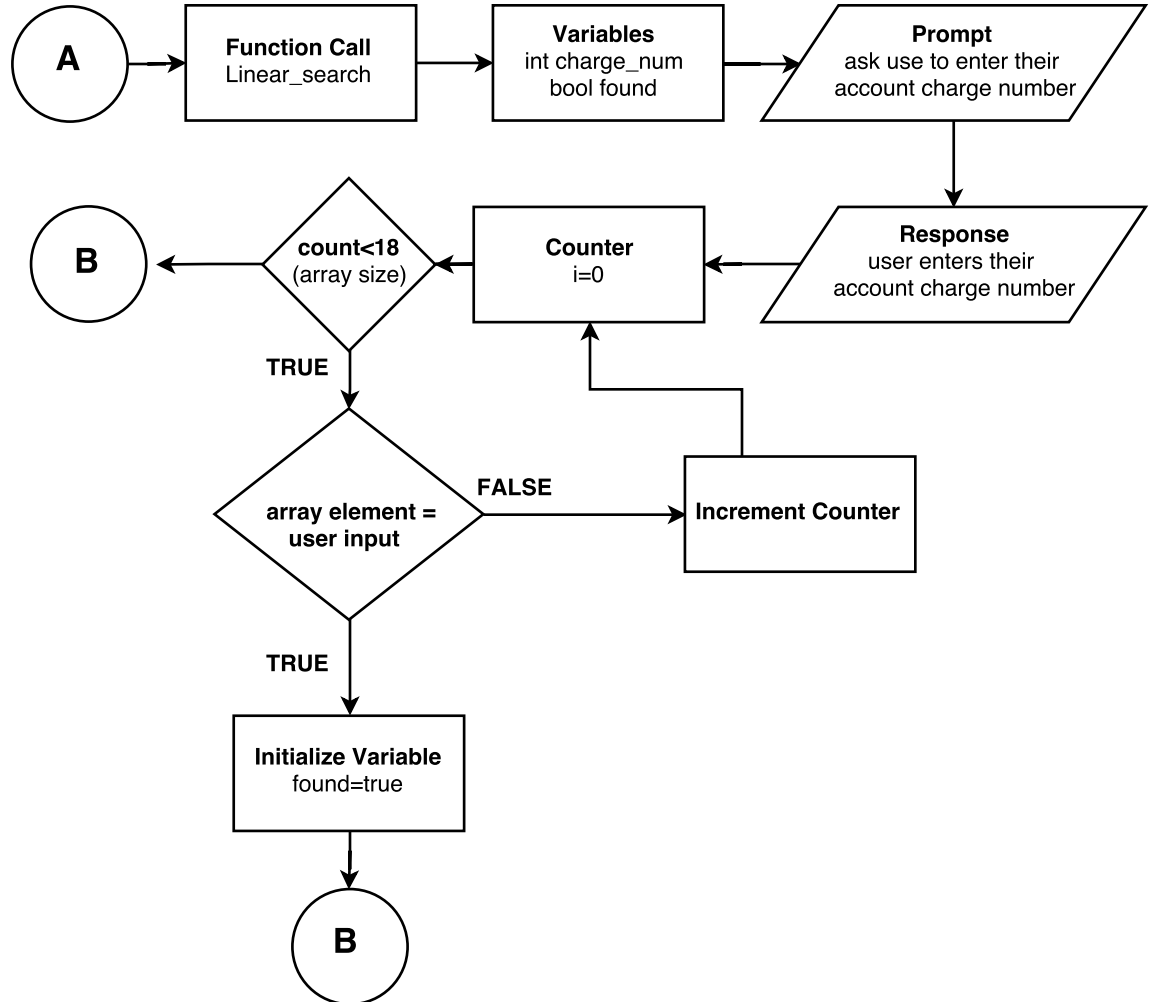 A
Function Call
Linear_search
Variables
int charge_num
bool found
Prompt
ask use to enter their
account charge number
B
count<18
(array size)
Counter
i=0
Response
user enters their
account charge number
TRUE
array element =
user input
FALSE
Increment Counter
TRUE
Initialize Variable
found=true
B